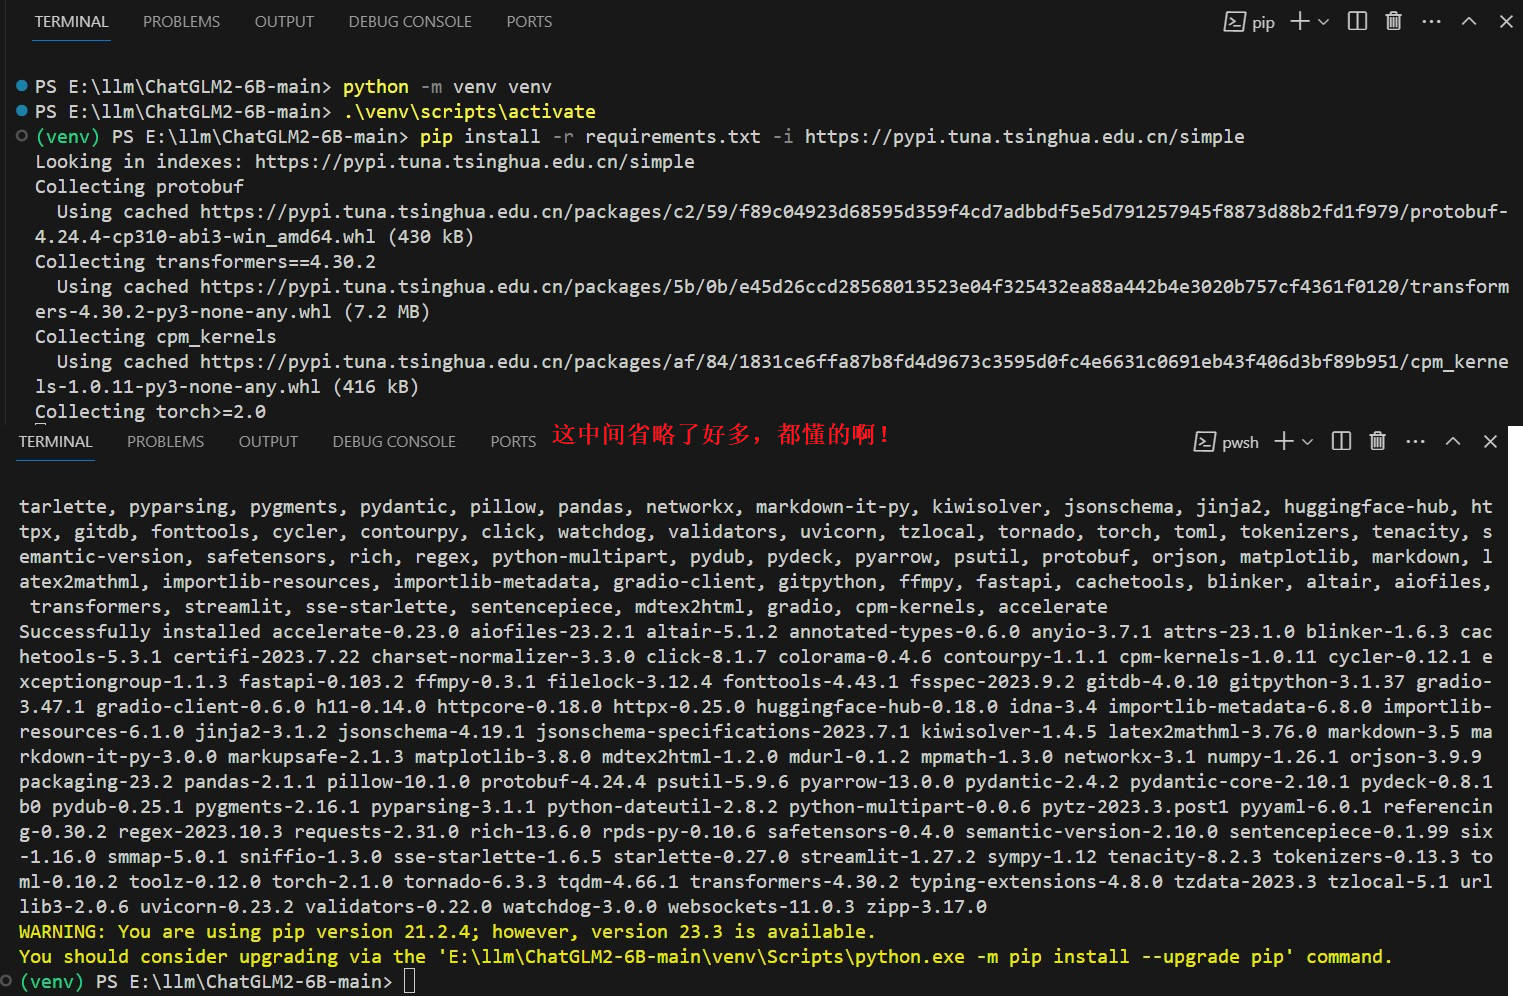 TERMINAL PROBLEMS OUTPUT DEBUG CONSOLE PORTS pip
PS E:\llm\ChatGLM2-6B-main> python -m venv venv
PS E:\llm\ChatGLM2-6B-main> .\venv\scripts\activate
(venv) PS E:\llm\ChatGLM2-6B-main> pip install -r requirements.txt -i https://pypi.tuna.tsinghua.edu.cn/simple
Looking in indexes: https://pypi.tuna.tsinghua.edu.cn/simple
Collecting protobuf
Using cached https://pypi.tuna.tsinghua.edu.cn/packages/c2/59/f89c04923d68595d359f4cd7adbbdf5e5d791257945f8873d88b2fd1f979/protobuf-
4.24.4-cp310-abi3-win_amd64.whl (430 kB)
Collecting transformers==4.30.2
Using cached https://pypi.tuna.tsinghua.edu.cn/packages/5b/0b/e45d26ccd28568013523e04f325432ea88a442b4e3020b757cf4361f0120/transform
ers-4.30.2-py3-none-any.whl (7.2 MB)
Collecting cpm_kernels
Using cached https://pypi.tuna.tsinghua.edu.cn/packages/af/84/1831ce6ffa87b8fd4d9673c3595d0fc4e6631c0691eb43f406d3bf89b951/cpm_kerne
ls-1.0.11-py3-none-any.whl (416 kB)
Collecting torch>=2.0
这中间省略了好多，都懂的啊！
TERMINAL PROBLEMS OUTPUT DEBUG CONSOLE PORTS pwsh
tarlette, pyparsing, pygments, pydantic, pillow, pandas, networkx, markdown-it-py, kiwisolver, jsonschema, jinja2, huggingface-hub, ht
tpx, gitdb, fonttools, cycler, contourpy, click, watchdog, validators, uvicorn, tzlocal, tornado, torch, toml, tokenizers, tenacity, s
emantic-version, safetensors, rich, regex, python-multipart, pydub, pydeck, pyarrow, psutil, protobuf, orjson, matplotlib, markdown, l
atex2mathml, importlib-resources, importlib-metadata, gradio-client, gitpython, ffmpy, fastapi, cachetools, blinker, altair, aiofiles,
transformers, streamlit, sse-starlette, sentencepiece, mdtex2html, gradio, cpm-kernels, accelerate
Successfully installed accelerate-0.23.0 aiofiles-23.2.1 altair-5.1.2 annotated-types-0.6.0 anyio-3.7.1 attrs-23.1.0 blinker-1.6.3 cac
hetools-5.3.1 certifi-2023.7.22 charset-normalizer-3.3.0 click-8.1.7 colorama-0.4.6 contourpy-1.1.1 cpm-kernels-1.0.11 cycler-0.12.1 e
xceptiongroup-1.1.3 fastapi-0.103.2 ffmpy-0.3.1 filelock-3.12.4 fonttools-4.43.1 fsspec-2023.9.2 gitdb-4.0.10 gitpython-3.1.37 gradio-
3.47.1 gradio-client-0.6.0 h11-0.14.0 httpcore-0.18.0 httpx-0.25.0 huggingface-hub-0.18.0 idna-3.4 importlib-metadata-6.8.0 importlib-
resources-6.1.0 jinja2-3.1.2 jsonschema-4.19.1 jsonschema-specifications-2023.7.1 kiwisolver-1.4.5 latex2mathml-3.76.0 markdown-3.5 ma
rkdown-it-py-3.0.0 markupsafe-2.1.3 matplotlib-3.8.0 mdtex2html-1.2.0 mdurl-0.1.2 mpmath-1.3.0 networkx-3.1 numpy-1.26.1 orjson-3.9.9
packaging-23.2 pandas-2.1.1 pillow-10.1.0 protobuf-4.24.4 psutil-5.9.6 pyarrow-13.0.0 pydantic-2.4.2 pydantic-core-2.10.1 pydeck-0.8.1
b0 pydub-0.25.1 pygments-2.16.1 pyparsing-3.1.1 python-dateutil-2.8.2 python-multipart-0.0.6 pytz-2023.3.post1 pyyaml-6.0.1 referencin
g-0.30.2 regex-2023.10.3 requests-2.31.0 rich-13.6.0 rpds-py-0.10.6 safetensors-0.4.0 semantic-version-2.10.0 sentencepiece-0.1.99 six
-1.16.0 smmap-5.0.1 sniffio-1.3.0 sse-starlette-1.6.5 starlette-0.27.0 streamlit-1.27.2 sympy-1.12 tenacity-8.2.3 tokenizers-0.13.3 to
ml-0.10.2 toolz-0.12.0 torch-2.1.0 tornado-6.3.3 tqdm-4.66.1 transformers-4.30.2 typing-extensions-4.8.0 tzdata-2023.3 tzlocal-5.1 url
lib3-2.0.6 uvicorn-0.23.2 validators-0.22.0 watchdog-3.0.0 websockets-11.0.3 zipp-3.17.0
WARNING: You are using pip version 21.2.4; however, version 23.3 is available.
You should consider upgrading via the 'E:\llm\ChatGLM2-6B-main\venv\Scripts\python.exe -m pip install --upgrade pip' command.
(venv) PS E:\llm\ChatGLM2-6B-main>